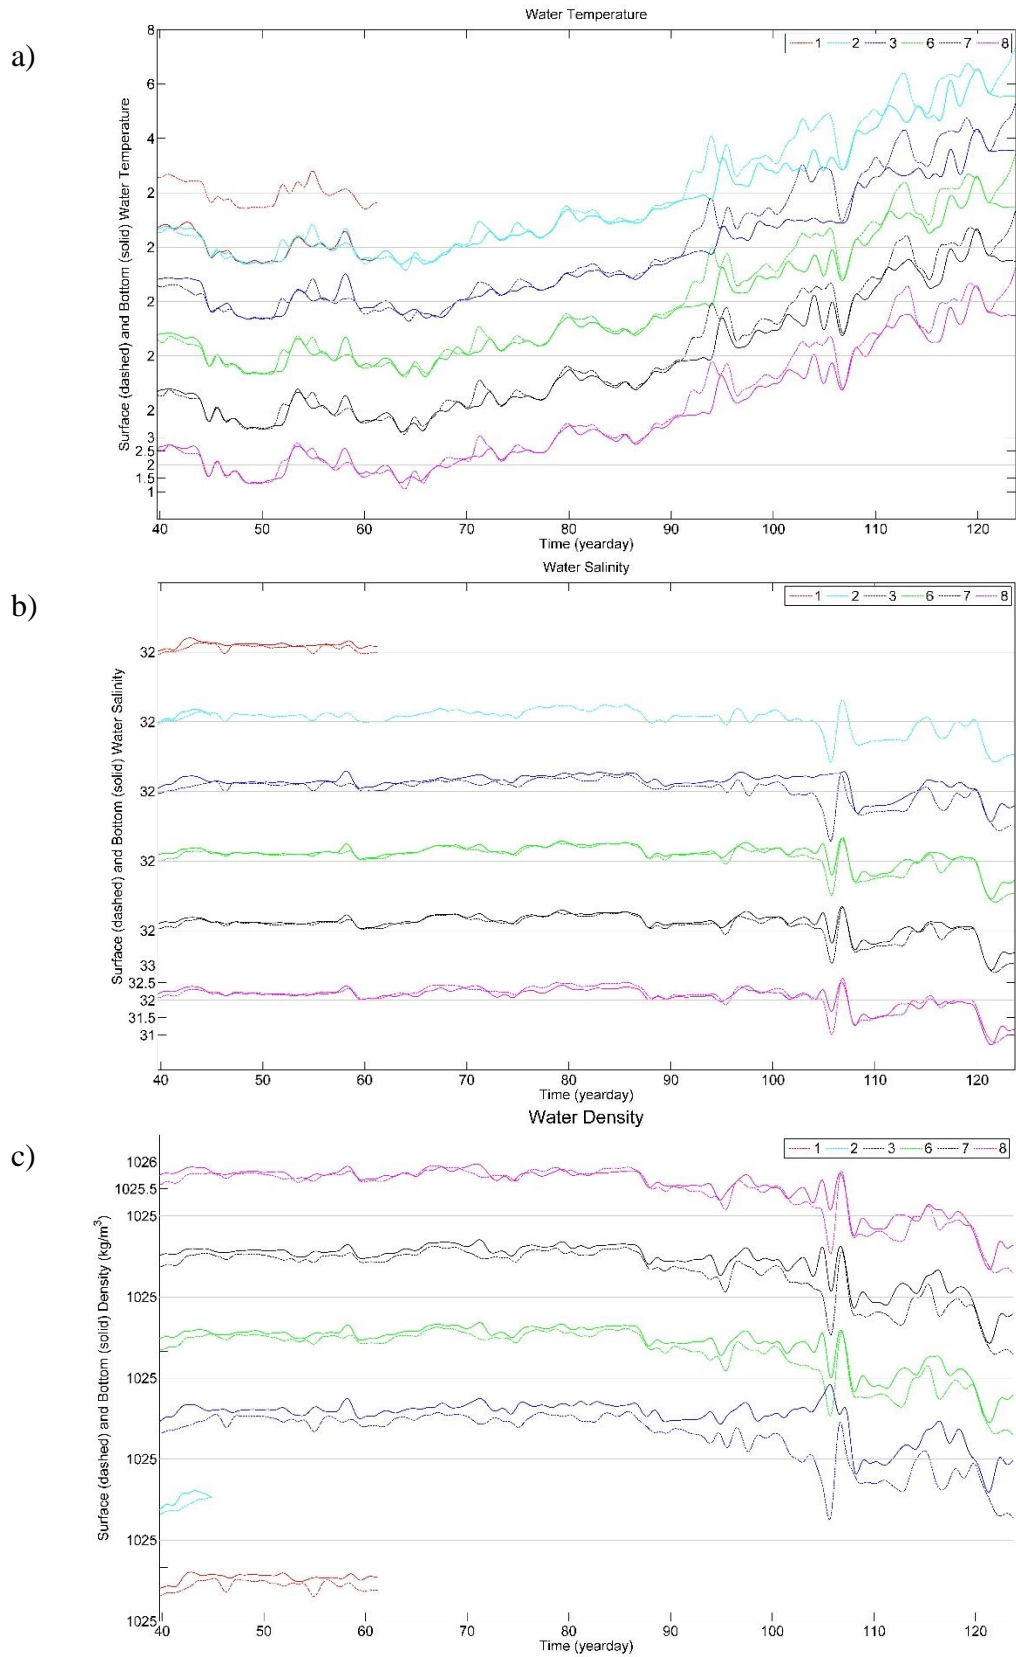 Water Temperature
a)
1 2 3 6 7 8
Surface (dashed) and Bottom (solid) Water Temperature
8
6
4
2
2
2
2
2
3
2.5
2
1.5
1
40 50 60 70 80 90 100 110 120
Time (yearday)
Water Salinity
b)
1 2 3 6 7 8
Surface (dashed) and Bottom (solid) Water Salinity
32
32
32
32
32
33
32.5
32
31.5
31
40 50 60 70 80 90 100 110 120
Time (yearday)
Water Density
c)
1 2 3 6 7 8
Surface (dashed) and Bottom (solid) Density (kg/m³)
1026
1025.5
1025
1025
1025
1025
1025
1025
40 50 60 70 80 90 100 110 120
Time (yearday)